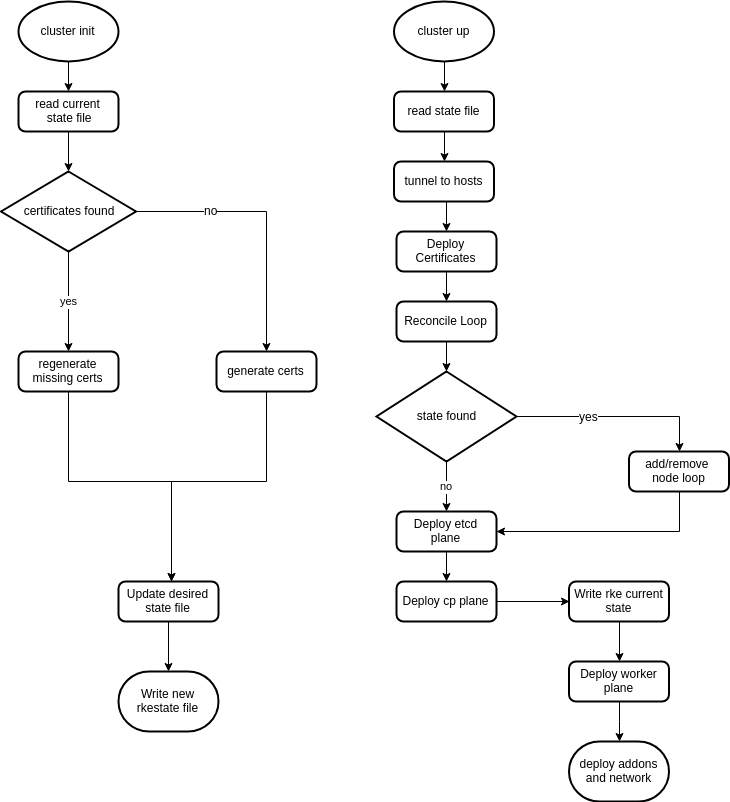 cluster init
read current
state file
certificates found
no
yes
regenerate
missing certs
generate certs
Update desired
state file
Write new
rkestate file
cluster up
read state file
tunnel to hosts
Deploy
Certificates
Reconcile Loop
state found
yes
add/remove
node loop
no
Deploy etcd
plane
Deploy cp plane
Write rke current
state
Deploy worker
plane
deploy addons
and network